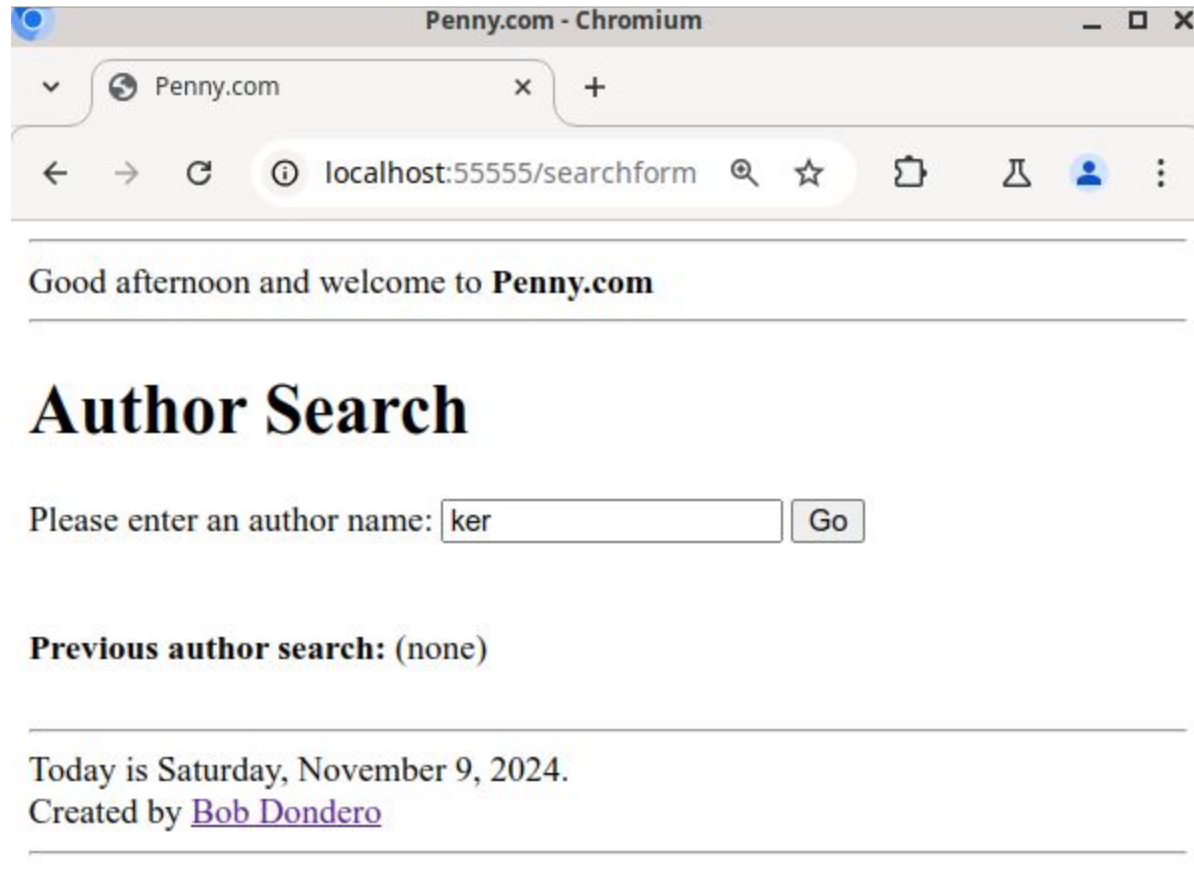 Penny.com - Chromium
Penny.com
localhost:55555/searchform
Good afternoon and welcome to Penny.com
Author Search
Please enter an author name: ker Go
Previous author search: (none)
Today is Saturday, November 9, 2024.
Created by Bob Dondero